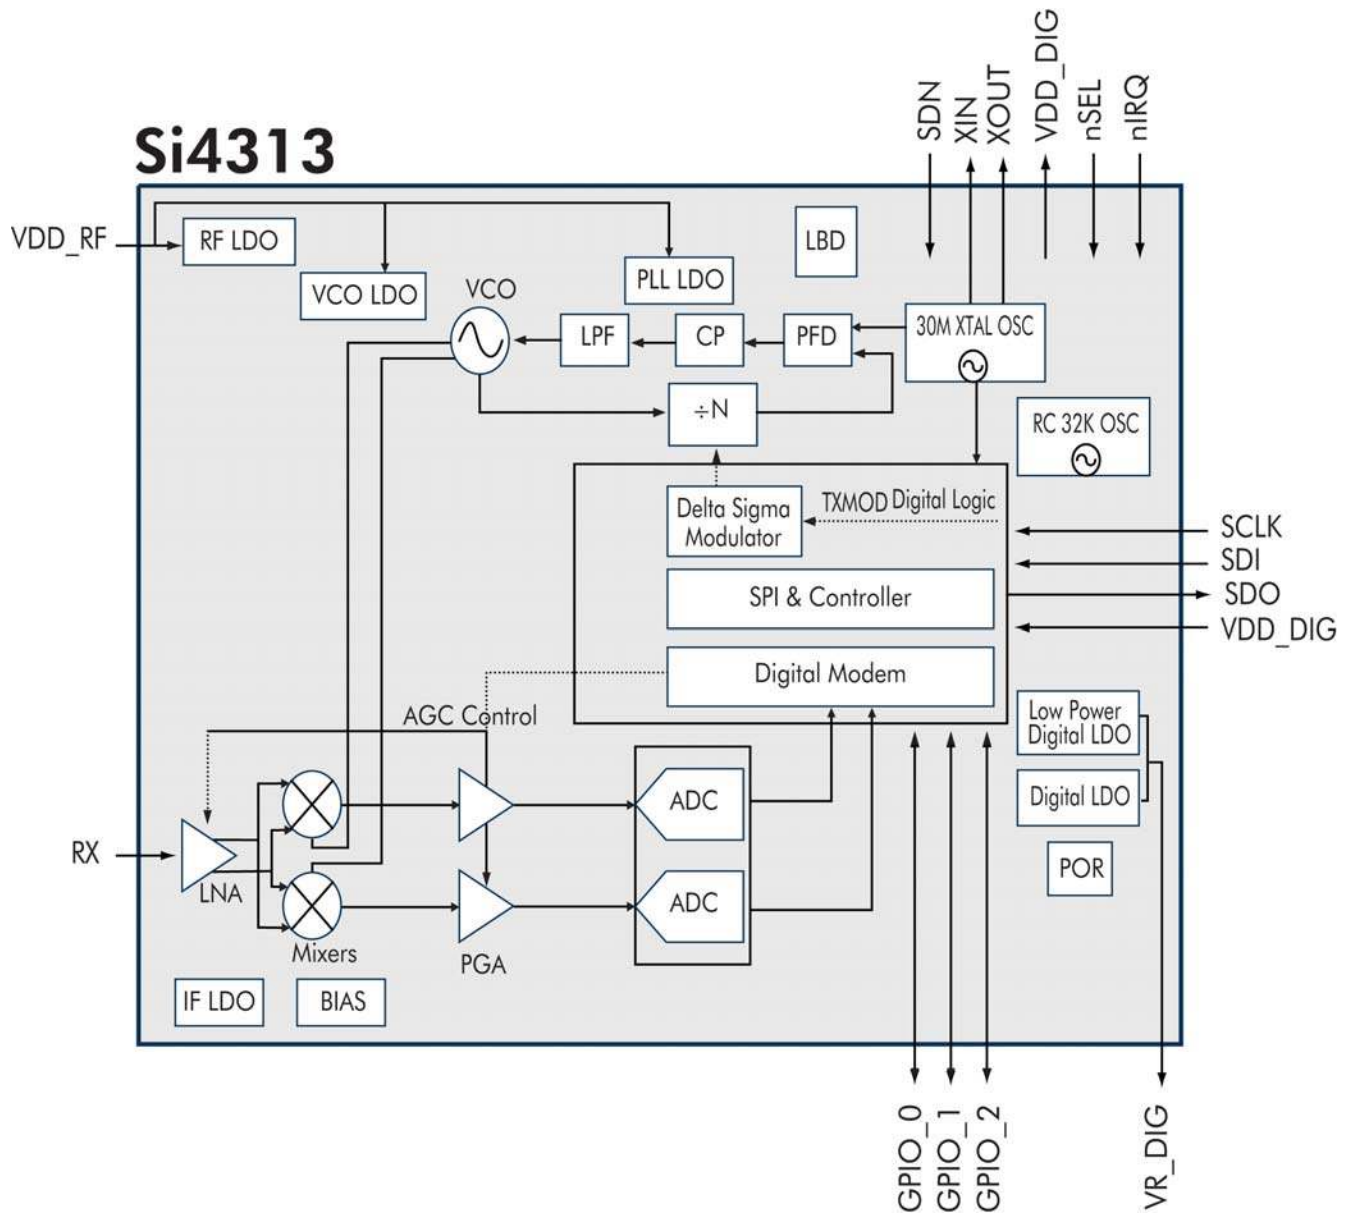 Si4313
SDN
XIN
XOUT
VDD_DIG
nSEL
nIRQ
VDD_RF
RF LDO
VCO LDO
VCO
PLL LDO
LBD
LPF
CP
PFD
30M XTAL OSC
÷N
RC 32K OSC
Delta Sigma
Modulator
TXMOD Digital Logic
SPI & Controller
Digital Modem
SCLK
SDI
SDO
VDD_DIG
AGC Control
Low Power
Digital LDO
Digital LDO
POR
RX
LNA
Mixers
PGA
ADC
ADC
IF LDO
BIAS
GPIO_0
GPIO_1
GPIO_2
VR_DIG